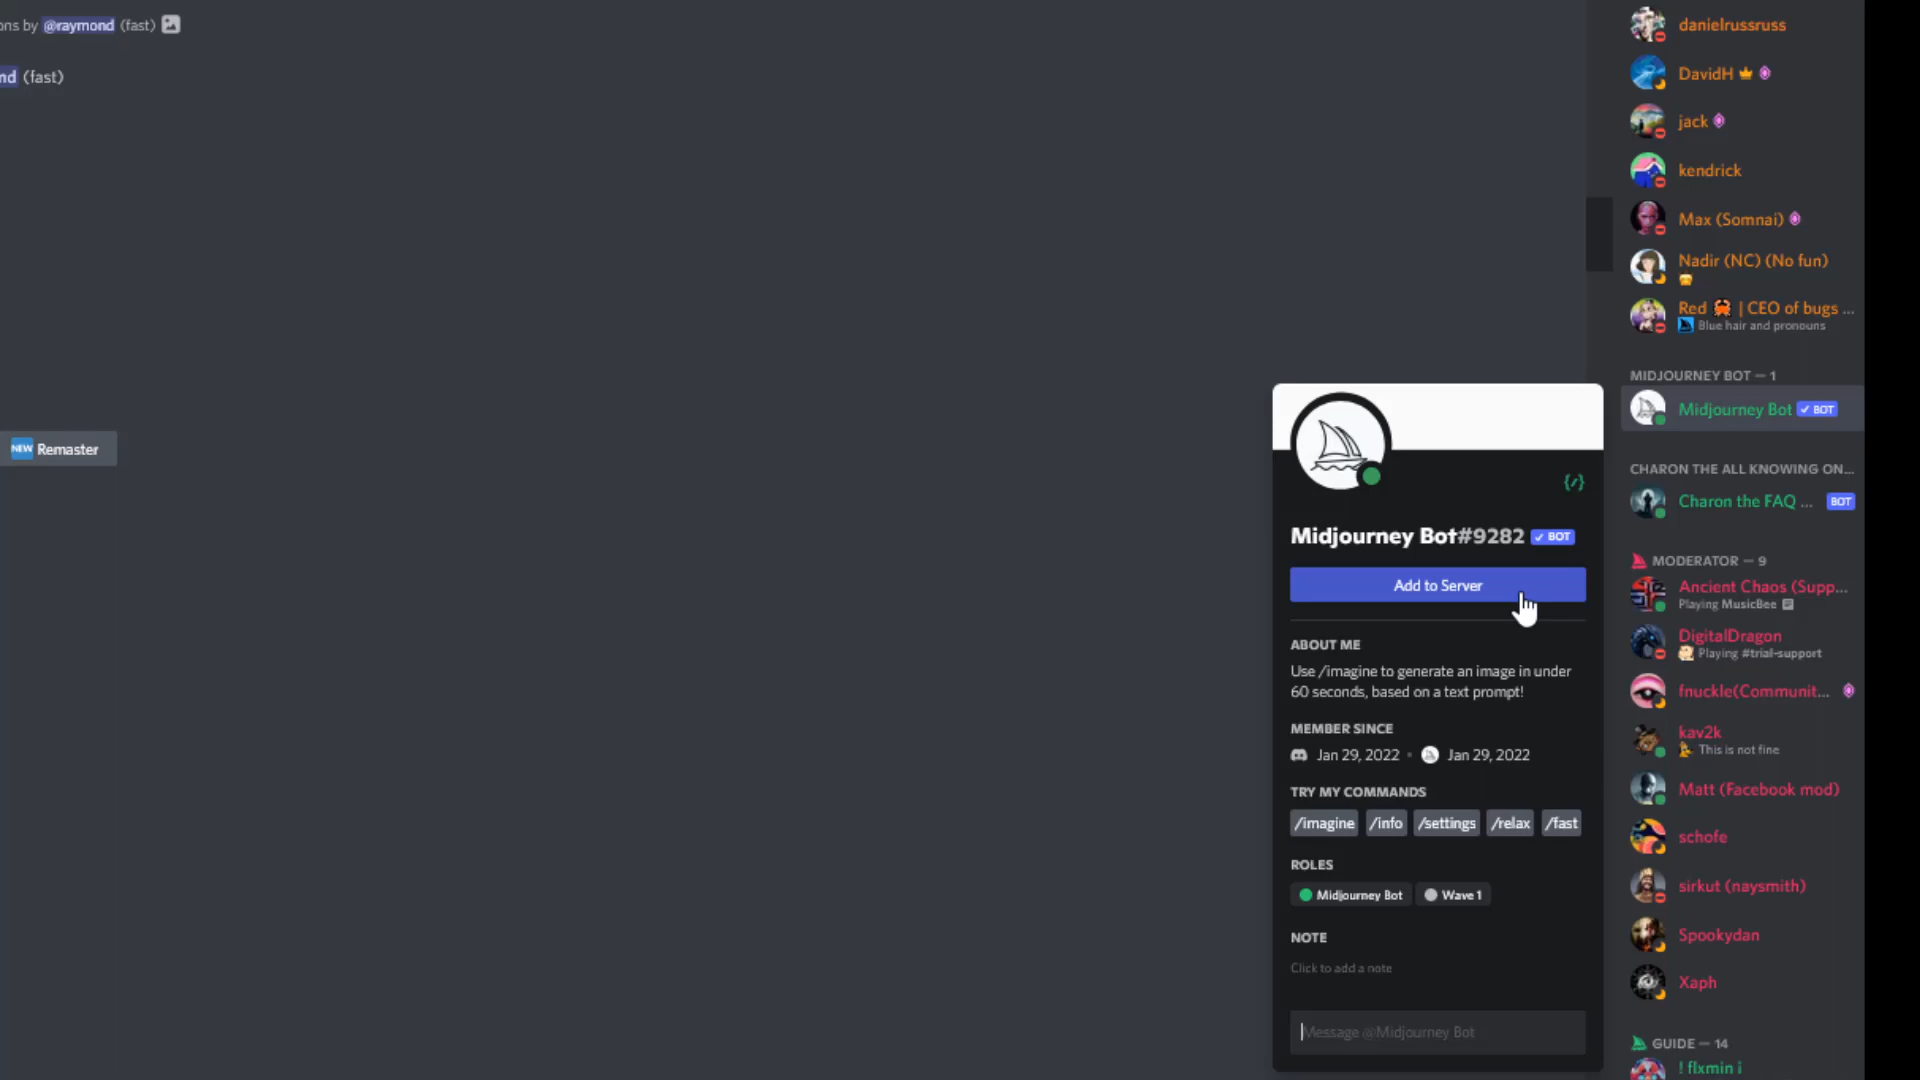 ons by @raymond (fast)
nd (fast)
NEW Remaster
Midjourney Bot#9282 ✓ BOT
Add to Server
ABOUT ME
Use /imagine to generate an image in under
60 seconds, based on a text prompt!
MEMBER SINCE
Jan 29, 2022 • Jan 29, 2022
TRY MY COMMANDS
/imagine /info /settings /relax /fast
ROLES
Midjourney Bot Wave 1
NOTE
Click to add a note
Message @Midjourney Bot
danielrussruss
DavidH
jack
kendrick
Max (Somnai)
Nadir (NC) (No fun)
Red 🦀 | CEO of bugs ...
Blue hair and pronouns
MIDJOURNEY BOT — 1
Midjourney Bot ✓ BOT
CHARON THE ALL KNOWING ON...
Charon the FAQ ... BOT
MODERATOR — 9
Ancient Chaos (Supp...
Playing MusicBee
DigitalDragon
Playing #trial-support
fnuckle(Communit...
kav2k
This is not fine
Matt (Facebook mod)
schofe
sirkut (naysmith)
Spookydan
Xaph
GUIDE — 14
! flxmin i